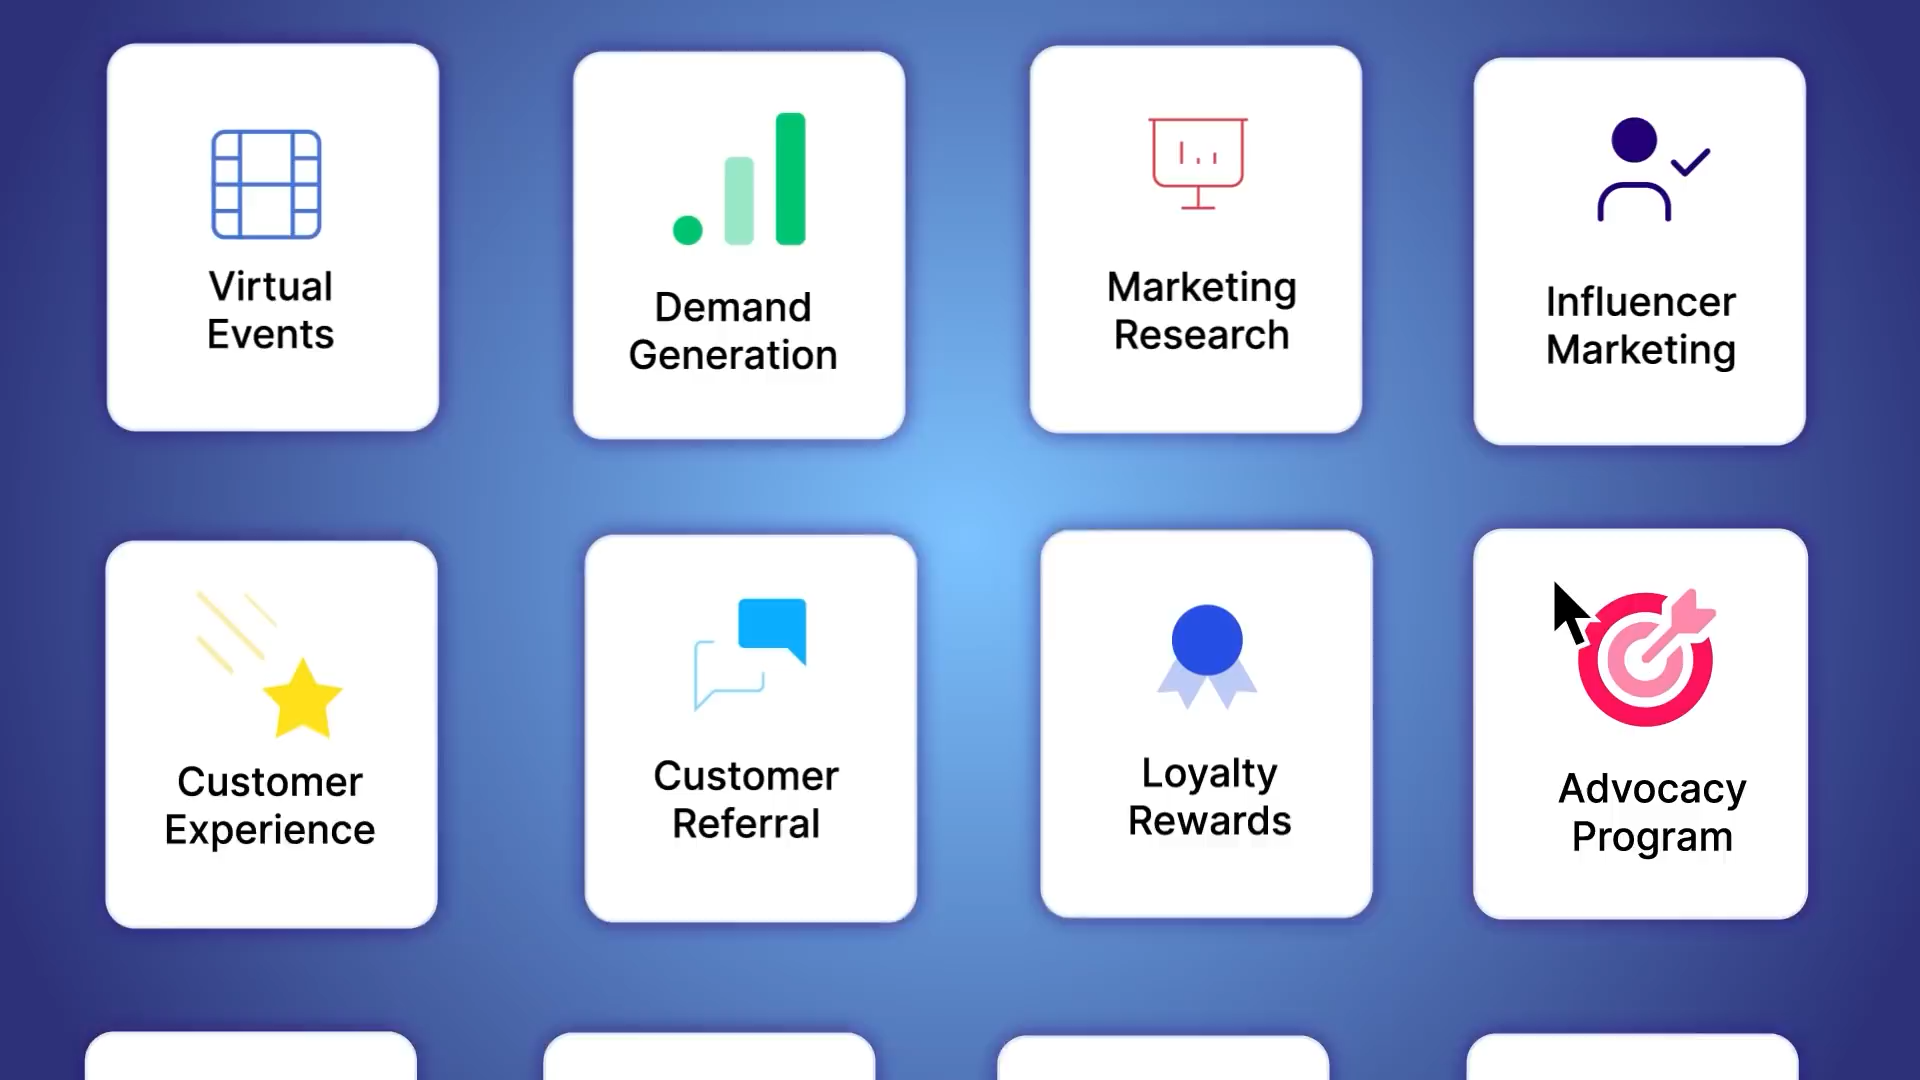 Virtual
Events
Demand
Generation
Marketing
Research
Influencer
Marketing
Customer
Experience
Customer
Referral
Loyalty
Rewards
Advocacy
Program